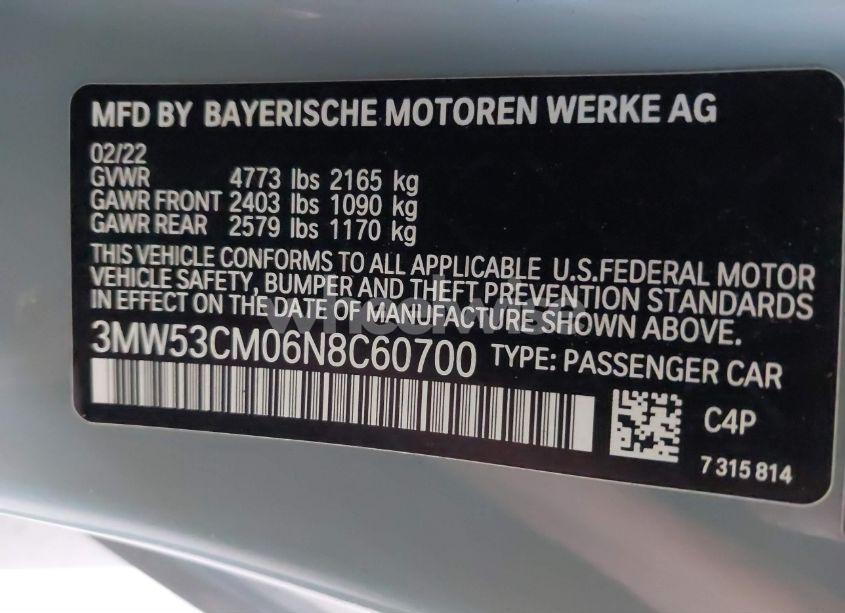 MFD BY BAYERISCHE MOTOREN WERKE AG
02/22
GVWR 4773 lbs 2165 kg
GAWR FRONT 2403 lbs 1090 kg
GAWR REAR 2579 lbs 1170 kg
THIS VEHICLE CONFORMS TO ALL APPLICABLE U.S.FEDERAL MOTOR
VEHICLE SAFETY, BUMPER AND THEFT PREVENTION STANDARDS
IN EFFECT ON THE DATE OF MANUFACTURE SHOWN ABOVE.
3MW53CM06N8C60700 TYPE: PASSENGER CAR
C4P
7 315 814